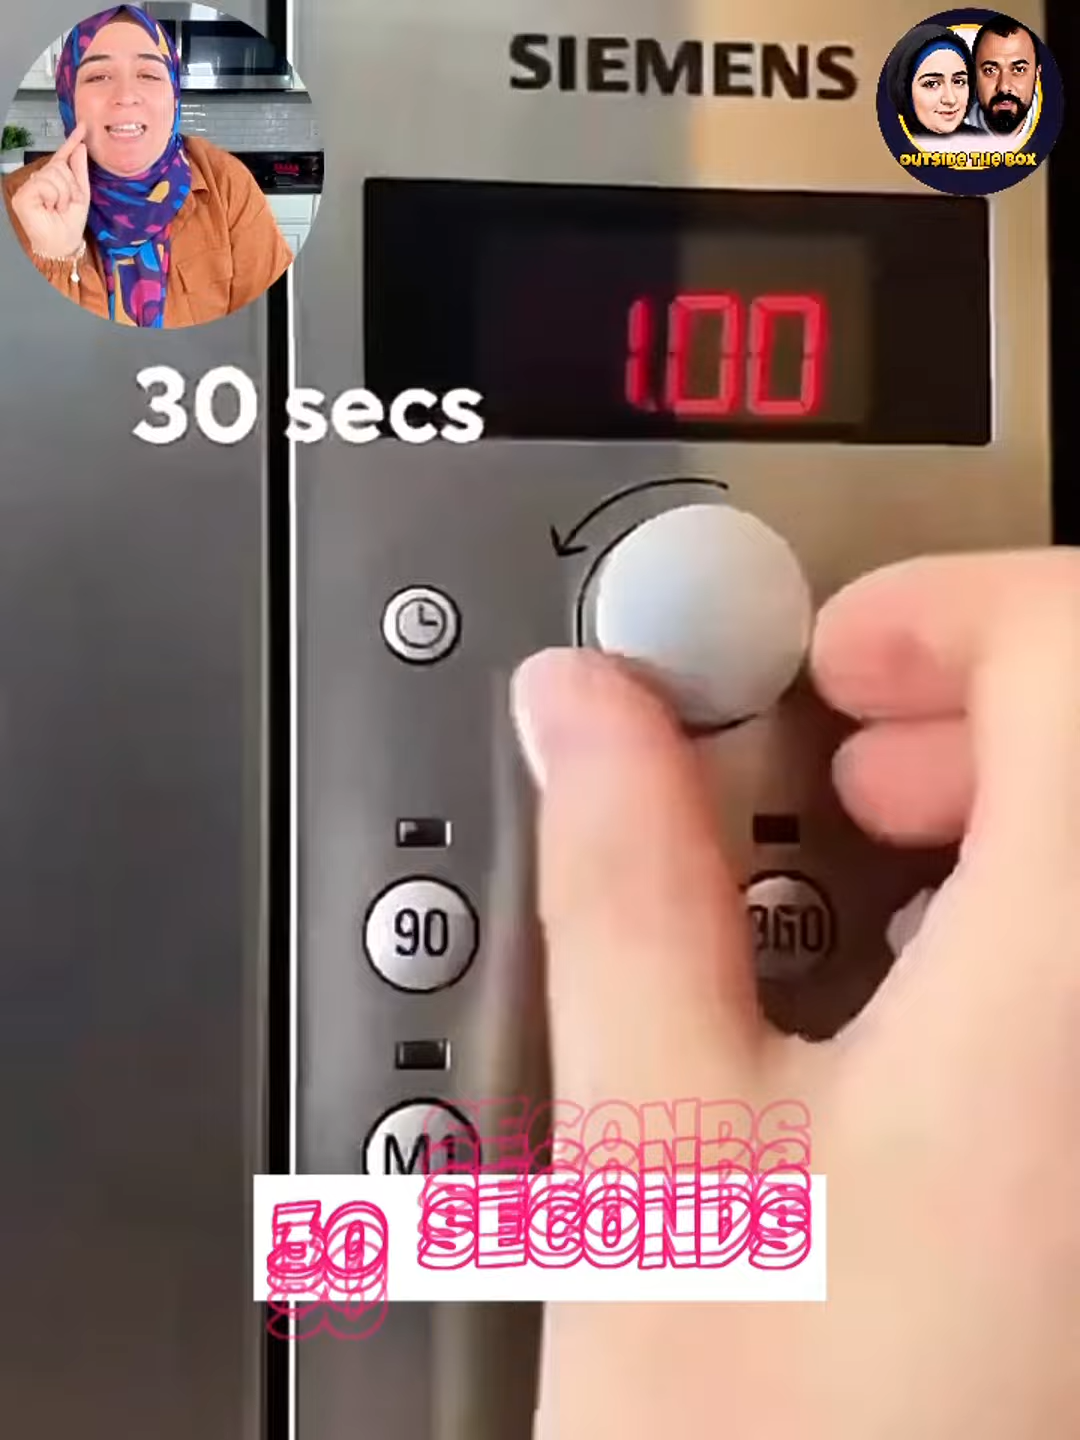 SIEMENS
OUTSIDE THE BOX
1.00
30 secs
90
360
30 SECONDS